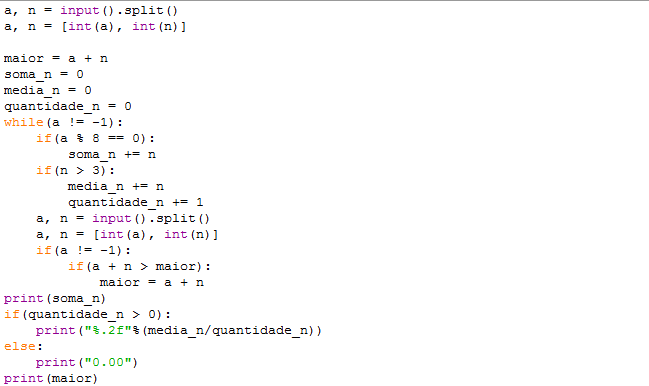 a, n = input().split()
a, n = [int(a), int(n)]

maior = a + n
soma_n = 0
media_n = 0
quantidade_n = 0
while(a != -1):
    if(a % 8 == 0):
        soma_n += n
    if(n > 3):
        media_n += n
        quantidade_n += 1
    a, n = input().split()
    a, n = [int(a), int(n)]
    if(a != -1):
        if(a + n > maior):
            maior = a + n
print(soma_n)
if(quantidade_n > 0):
    print("%.2f"%(media_n/quantidade_n))
else:
    print("0.00")
print(maior)